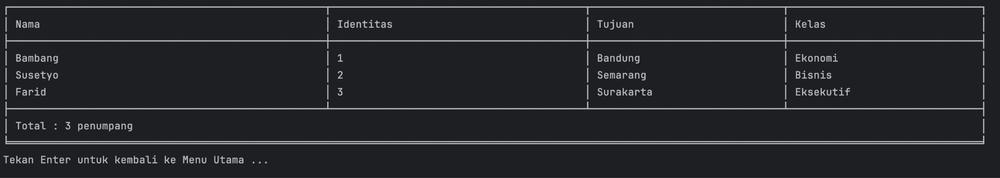 Nama Identitas Tujuan Kelas
Bambang 1 Bandung Ekonomi
Susetyo 2 Semarang Bisnis
Farid 3 Surakarta Eksekutif
Total : 3 penumpang
Tekan Enter untuk kembali ke Menu Utama ...